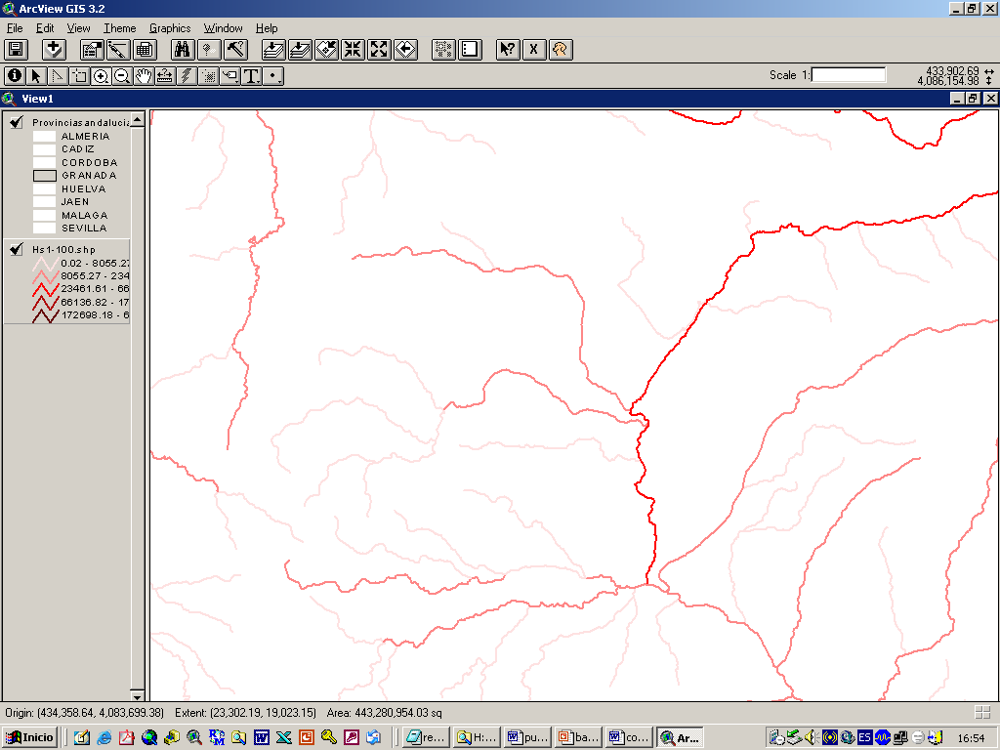 ArcView GIS 3.2
File Edit View Theme Graphics Window Help
Scale 1:
433,902.69
4,086,154.98
View1
Provinciasandalucia
ALMERIA
CADIZ
CORDOBA
GRANADA
HUELVA
JAEN
MALAGA
SEVILLA
Hs1-100.shp
0.02 - 8055.27
8055.27 - 234
23461.61 - 66
66136.82 - 17
172698.18 - 6
Origin: (434,358.64, 4,083,699.38) Extent: (23,302.19, 19,023.15) Area: 443,280,954.03 sq
Inicio
re...
H:...
pu...
ba...
co...
Ar...
ES
16:54